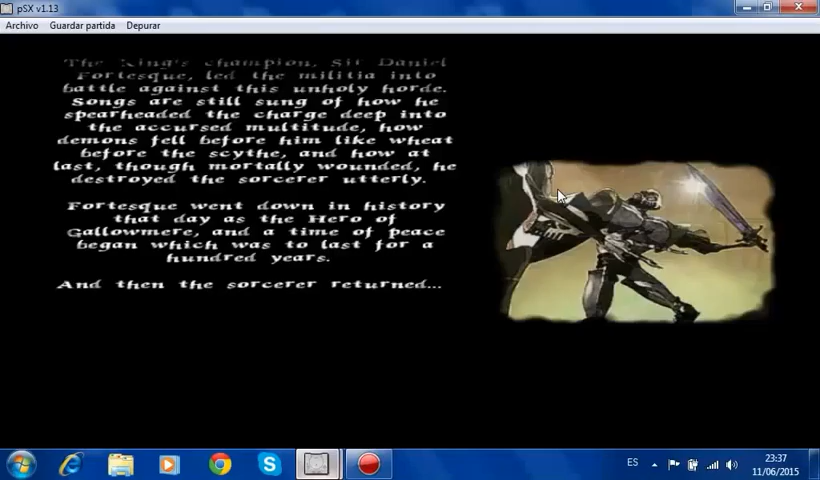 pSX v1.13
Archivo Guardar partida Depurar
The King's champion, Sir Daniel
Fortesque, led the militia into
battle against this unholy horde.
Songs are still sung of how he
spearheaded the charge deep into
the accursed multitude, how
demons fell before him like wheat
before the scythe, and how at
last, though mortally wounded, he
destroyed the sorcerer utterly.
Fortesque went down in history
that day as the Hero of
Gallowmere, and a time of peace
began which was to last for a
hundred years.
And then the sorcerer returned...
ES
23:37
11/06/2015